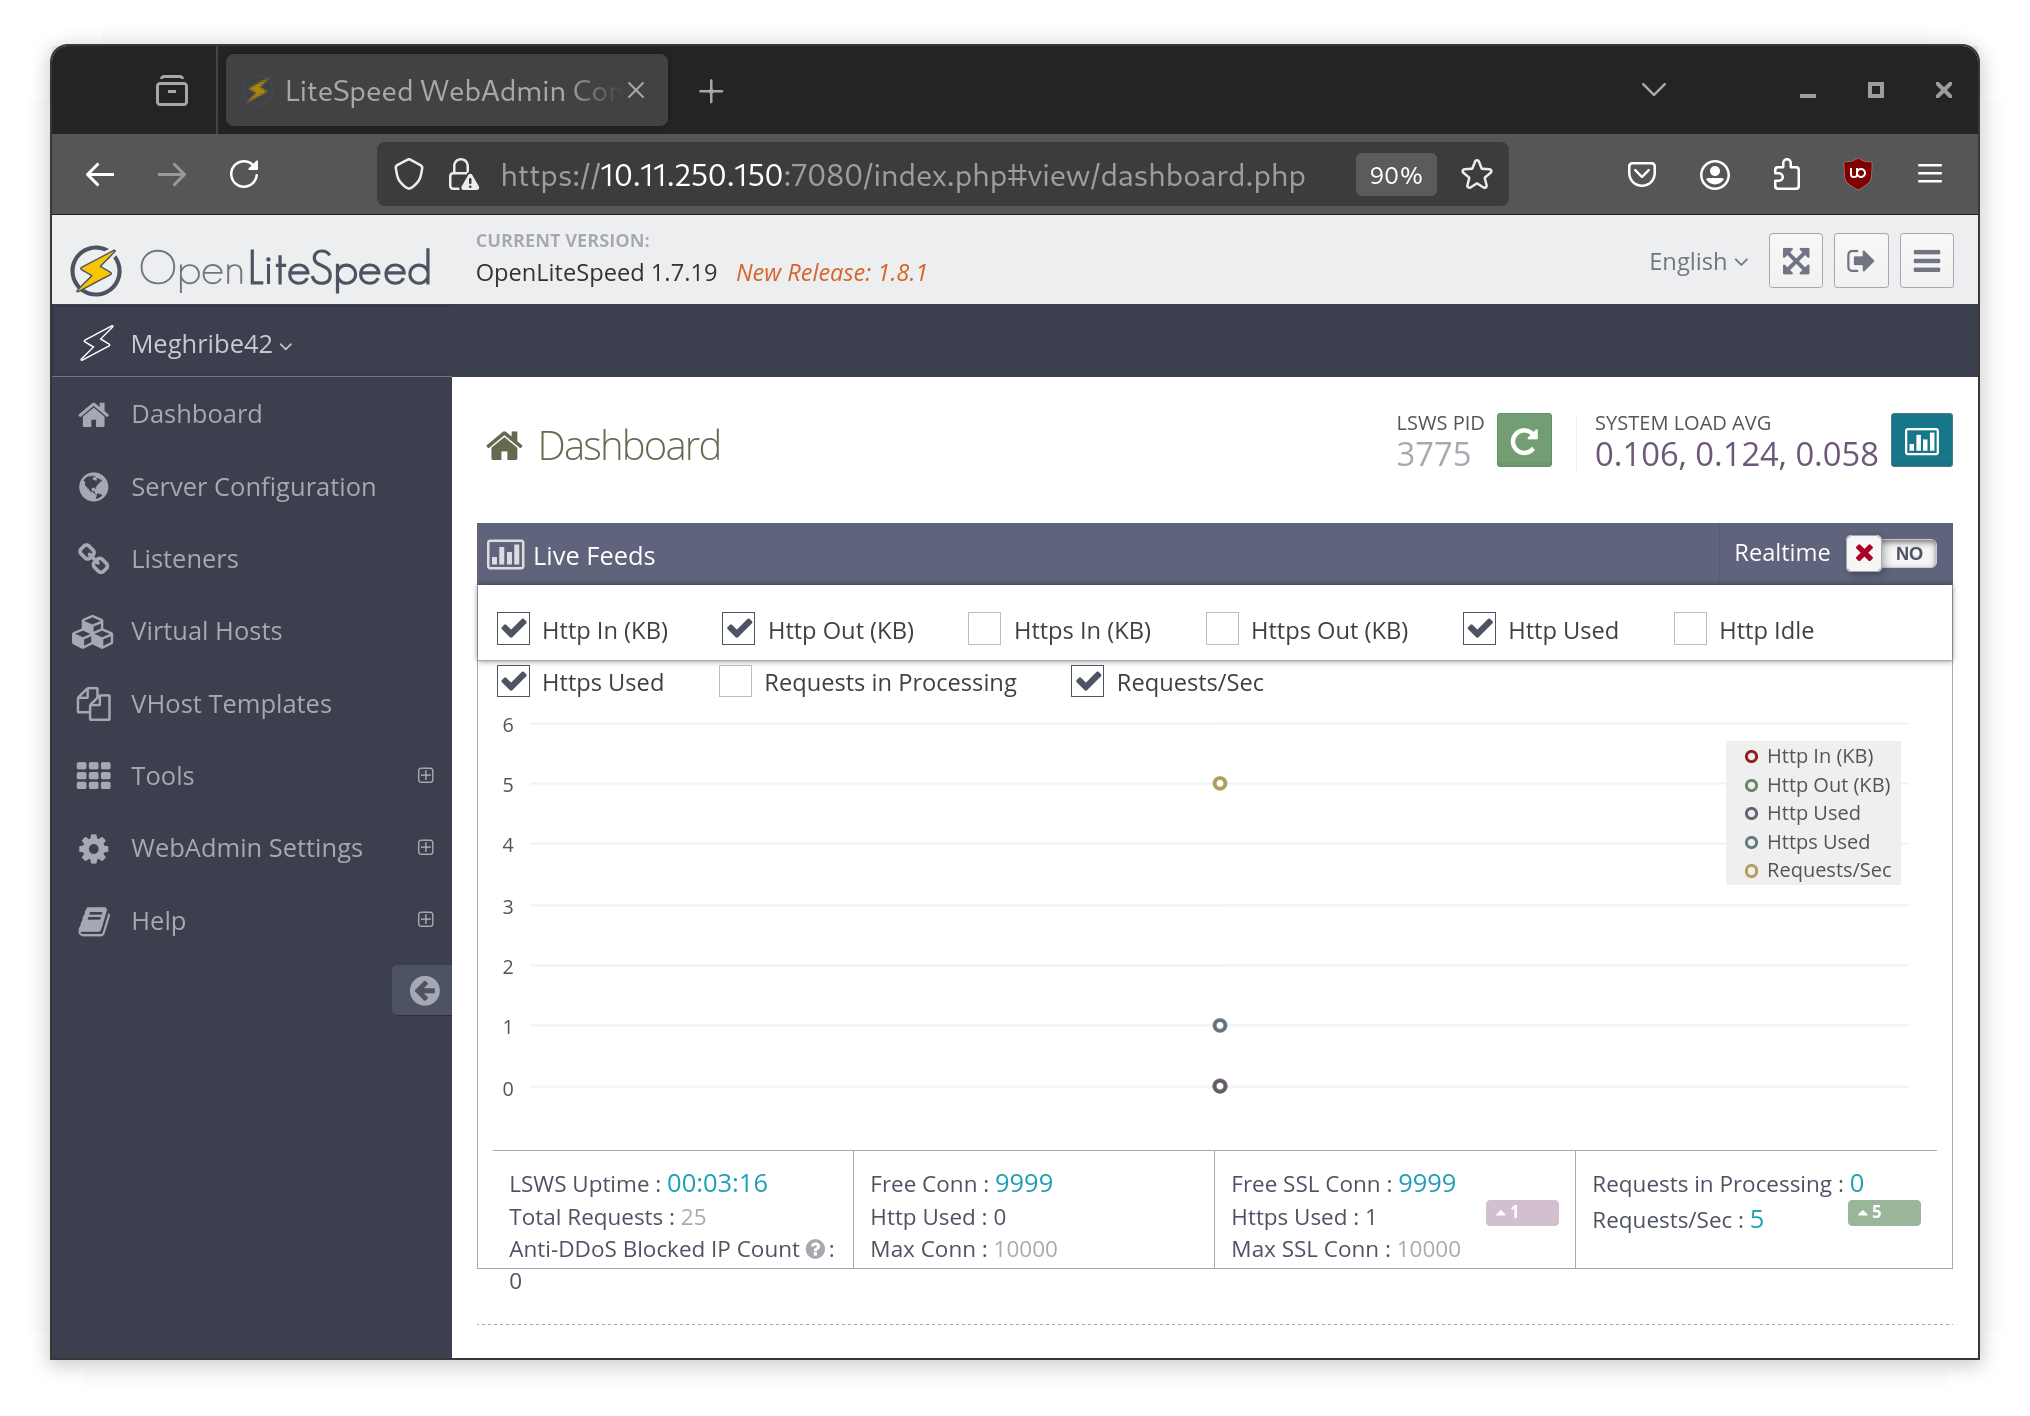 LiteSpeed WebAdmin Con
https://10.11.250.150:7080/index.php#view/dashboard.php
90%
OpenLiteSpeed
CURRENT VERSION:
OpenLiteSpeed 1.7.19 New Release: 1.8.1
English
Meghribe42
Dashboard
Server Configuration
Listeners
Virtual Hosts
VHost Templates
Tools
WebAdmin Settings
Help
Dashboard
LSWS PID
3775
SYSTEM LOAD AVG
0.106, 0.124, 0.058
Live Feeds
Realtime
NO
Http In (KB) Http Out (KB) Https In (KB) Https Out (KB) Http Used Http Idle
Https Used Requests in Processing Requests/Sec
6
5
4
3
2
1
0
Http In (KB)
Http Out (KB)
Http Used
Https Used
Requests/Sec
LSWS Uptime : 00:03:16
Total Requests : 25
Anti-DDoS Blocked IP Count ? :
0
Free Conn : 9999
Http Used : 0
Max Conn : 10000
Free SSL Conn : 9999
Https Used : 1
1
Max SSL Conn : 10000
Requests in Processing : 0
Requests/Sec : 5
5